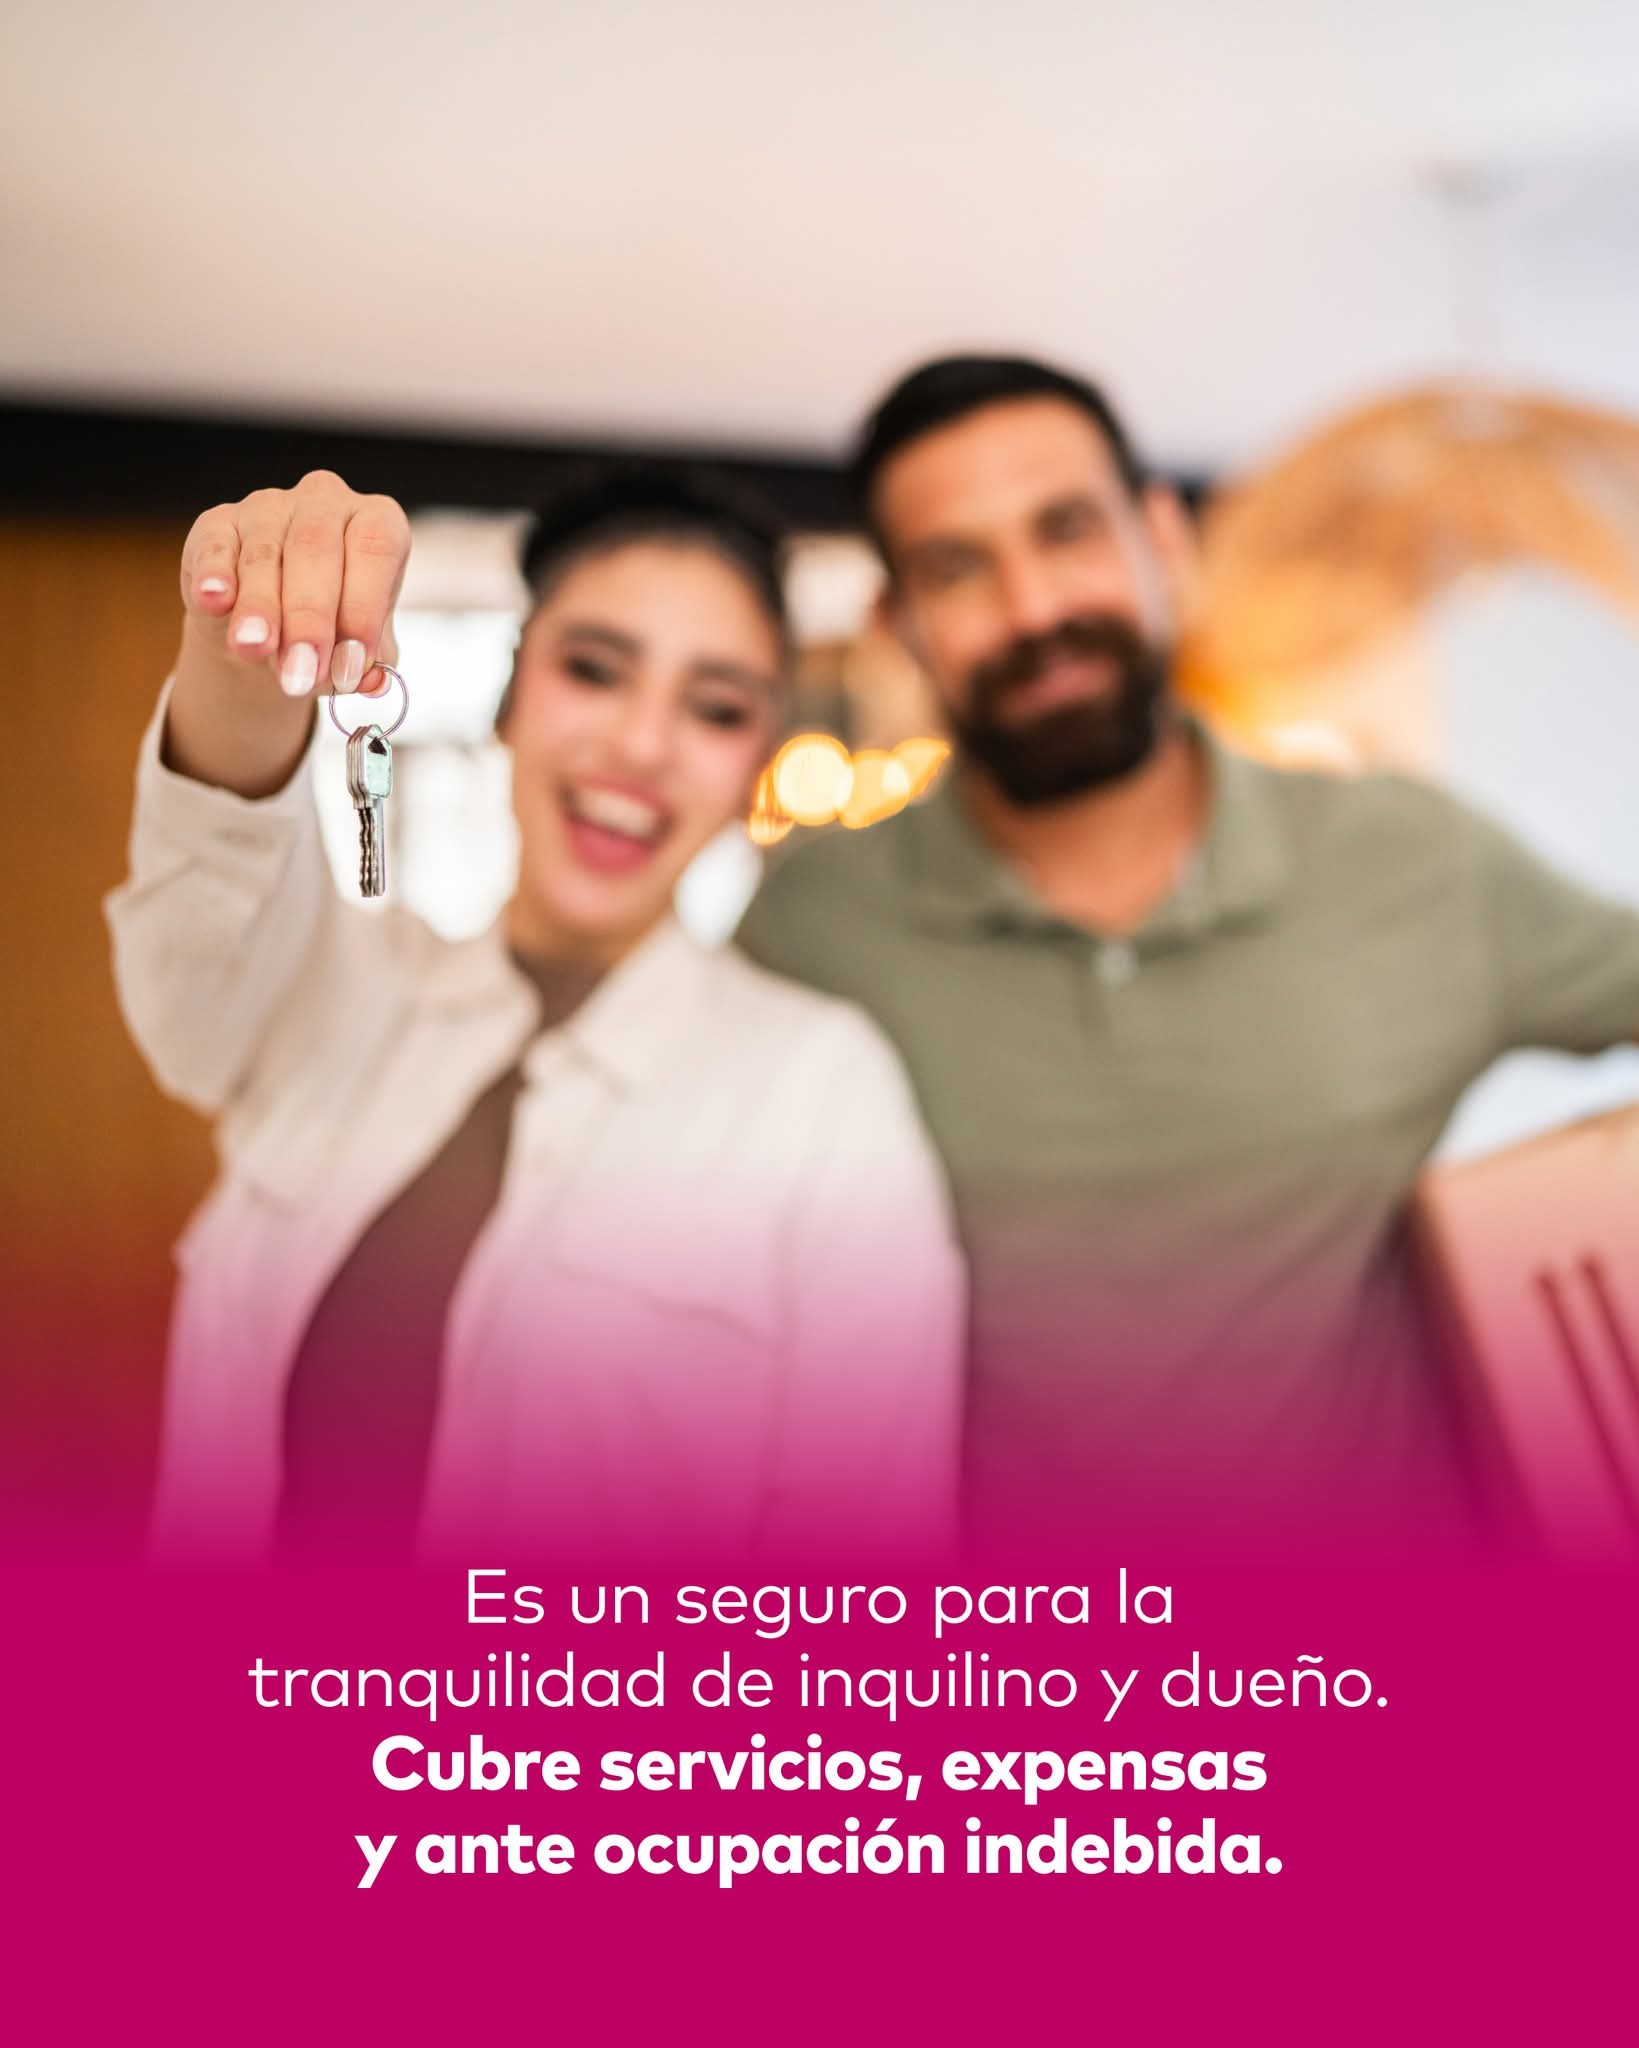 Es un seguro para la
tranquilidad de inquilino y dueño.
Cubre servicios, expensas
y ante ocupación indebida.